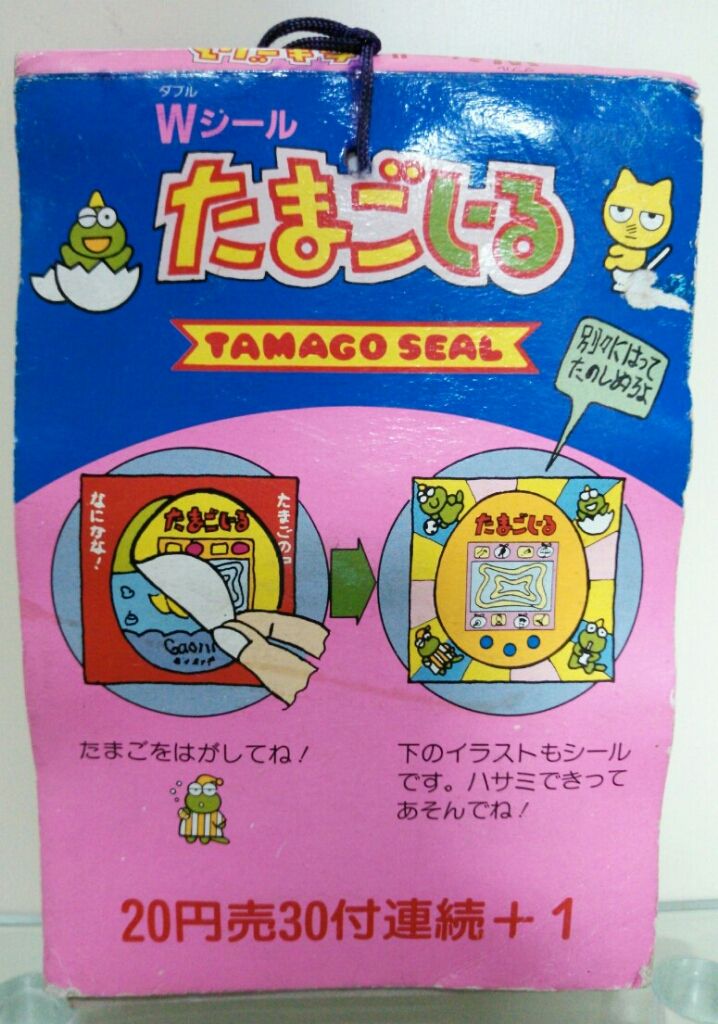 ダブル
Wシール
たまごしーる
TAMAGO SEAL
別々にはって
たのしめるよ
なにかな!
たまごの中
たまごしーる
たまごしーる
たまごをはがしてね!
下のイラストもシール
です。ハサミできって
あそんでね!
20円売30付連続+1